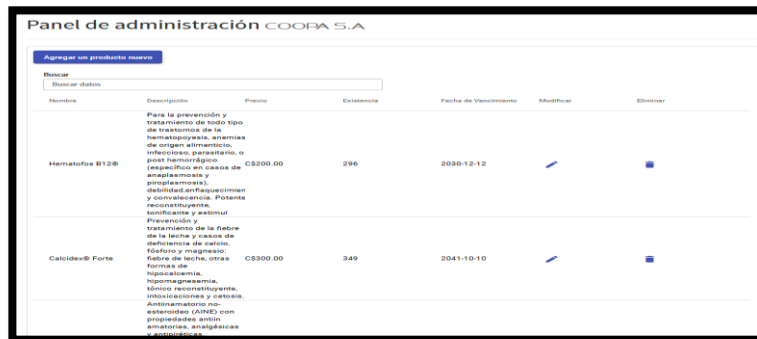 Panel de administración COOPA S.A
Agregar un producto nuevo
Buscar
Buscar datos
Nombre Descripción Precio Existencia Fecha de Vencimiento Modificar Eliminar
Para la prevención y
tratamiento de todo tipo
de trastornos de la
hematopoyesis, anemias
de origen alimenticio,
infeccioso, parasitario, o
post hemorrágico
Hematofos B12® (específico en casos de C$200.00 296 2030-12-12
anaplasmosis y
piroplasmosis),
debilidad,enflaquecimien
y convalecencia. Potente
reconstituyente,
tonificante y estimul
Prevención y
tratamiento de la fiebre
de la leche y casos de
deficiencia de calcio,
fósforo y magnesio:
Calcidex® Forte fiebre de leche, otras C$300.00 349 2041-10-10
formas de
hipocalcemia,
hipomagnesemia,
tónico reconstituyente,
intoxicaciones y cetosis.
Antiinamatorio no-
esteroideo (AINE) con
propiedades antiin
amatorias, analgésicas
y antipiréticas.